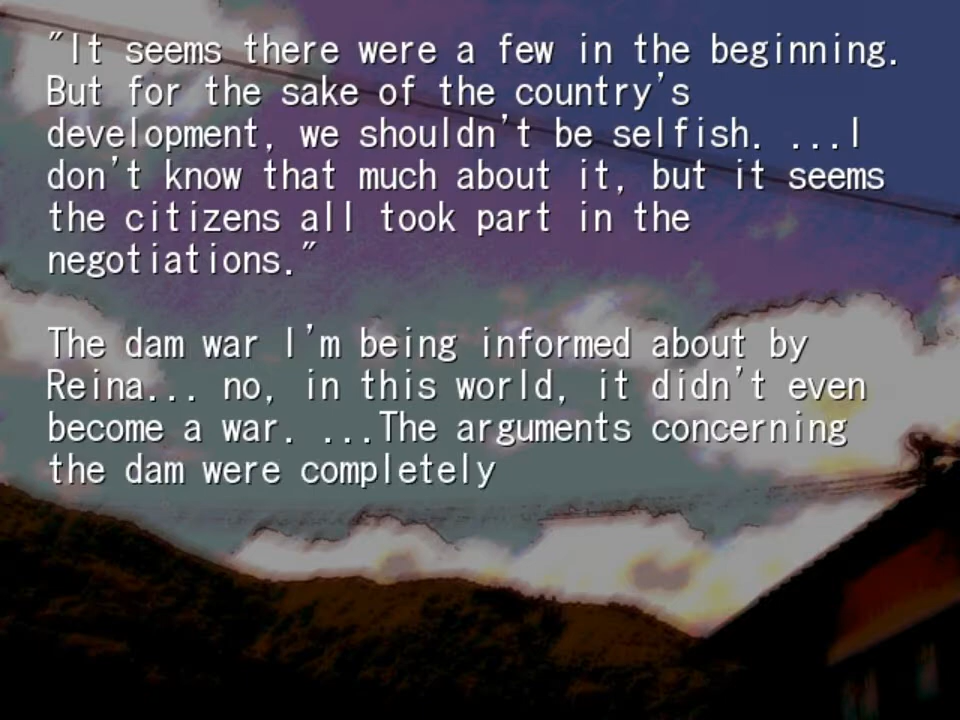 "It seems there were a few in the beginning.
But for the sake of the country's
development, we shouldn't be selfish. ...I
don't know that much about it, but it seems
the citizens all took part in the
negotiations."
The dam war I'm being informed about by
Reina... no, in this world, it didn't even
become a war. ...The arguments concerning
the dam were completely